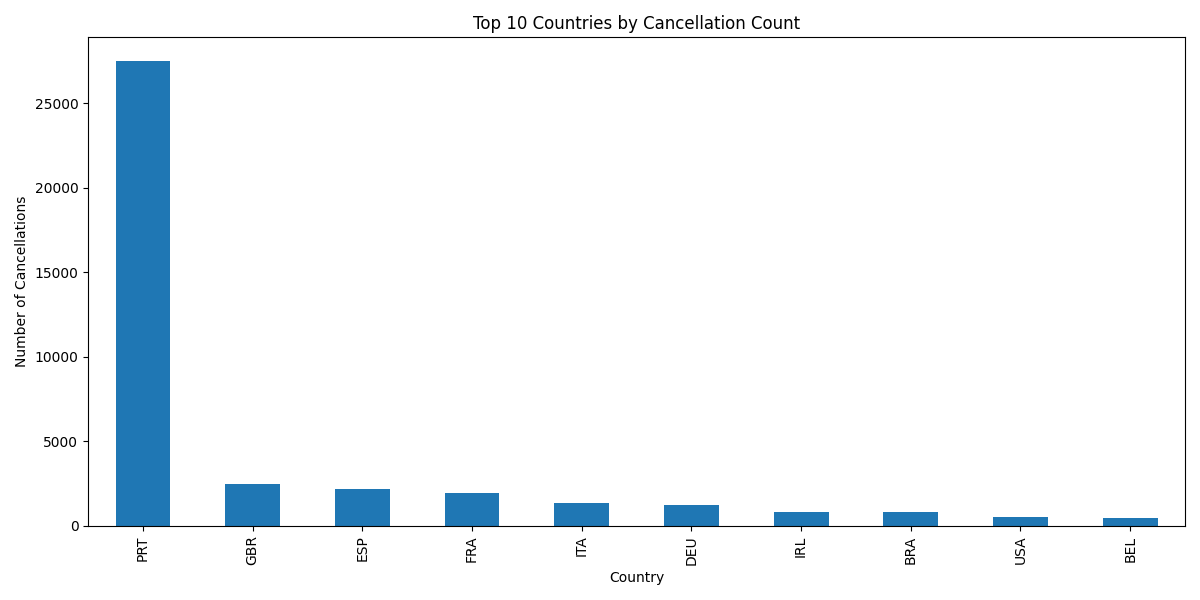 Top 10 Countries by Cancellation Count
Number of Cancellations
25000
20000
15000
10000
5000
0
PRT
GBR
ESP
FRA
ITA
DEU
IRL
BRA
USA
BEL
Country